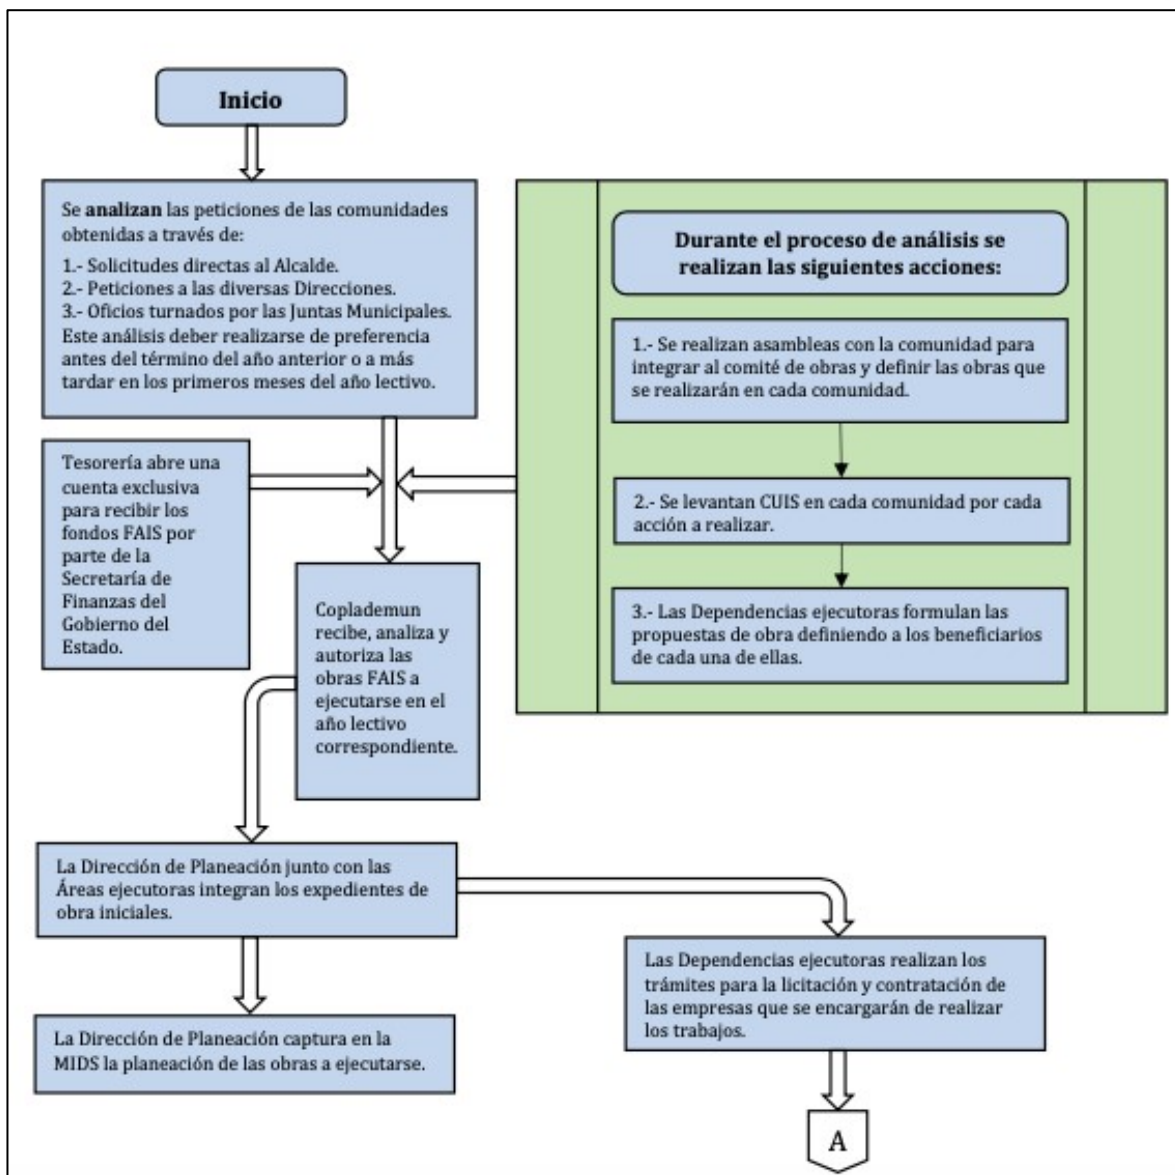 Inicio
Se analizan las peticiones de las comunidades
obtenidas a través de:
1.- Solicitudes directas al Alcalde.
2.- Peticiones a las diversas Direcciones.
3.- Oficios turnados por las Juntas Municipales.
Este análisis deber realizarse de preferencia
antes del término del año anterior o a más
tardar en los primeros meses del año lectivo.
Durante el proceso de análisis se
realizan las siguientes acciones:
1.- Se realizan asambleas con la comunidad para
integrar al comité de obras y definir las obras que
se realizarán en cada comunidad.
2.- Se levantan CUIS en cada comunidad por cada
acción a realizar.
3.- Las Dependencias ejecutoras formulan las
propuestas de obra definiendo a los beneficiarios
de cada una de ellas.
Tesorería abre una
cuenta exclusiva
para recibir los
fondos FAIS por
parte de la
Secretaría de
Finanzas del
Gobierno del
Estado.
Coplademun
recibe, analiza y
autoriza las
obras FAIS a
ejecutarse en el
año lectivo
correspondiente.
La Dirección de Planeación junto con las
Áreas ejecutoras integran los expedientes de
obra iniciales.
Las Dependencias ejecutoras realizan los
trámites para la licitación y contratación de
las empresas que se encargarán de realizar
los trabajos.
La Dirección de Planeación captura en la
MIDS la planeación de las obras a ejecutarse.
A